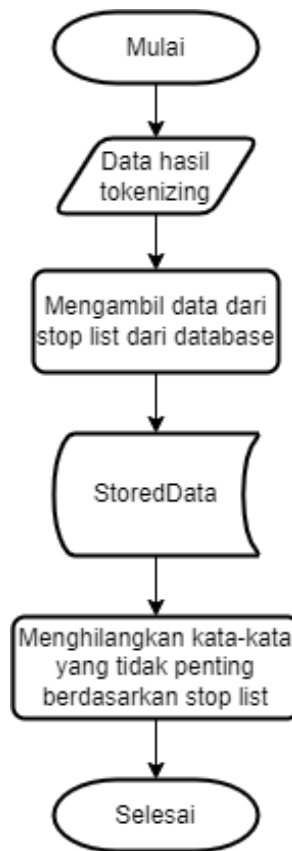 Mulai
Data hasil
tokenizing
Mengambil data dari
stop list dari database
StoredData
Menghilangkan kata-kata
yang tidak penting
berdasarkan stop list
Selesai